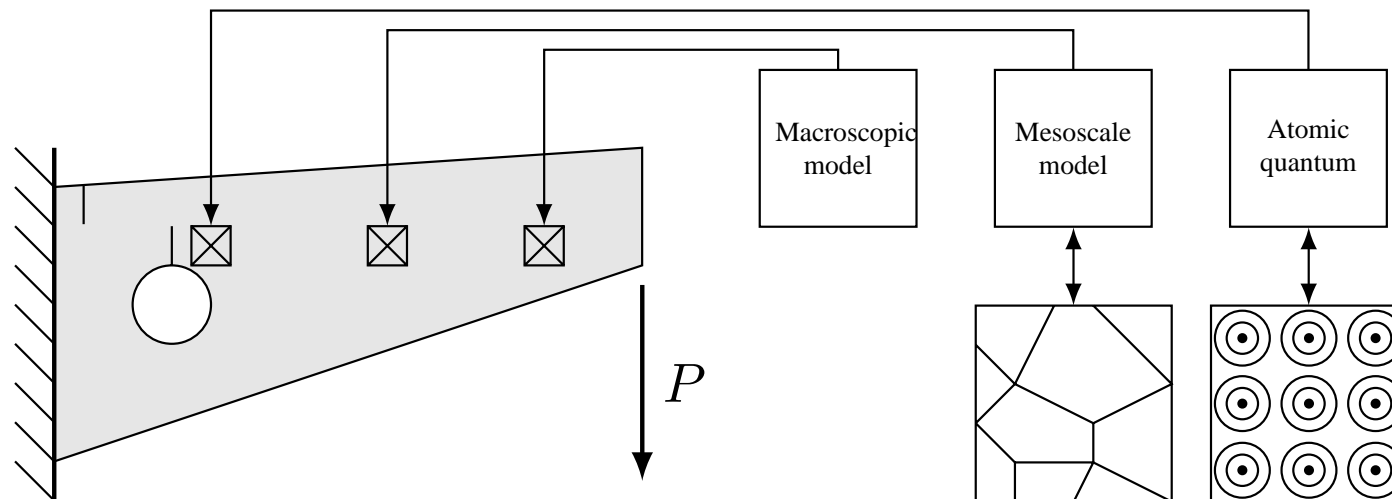 Macroscopic
model
Mesoscale
model
Atomic
quantum
P